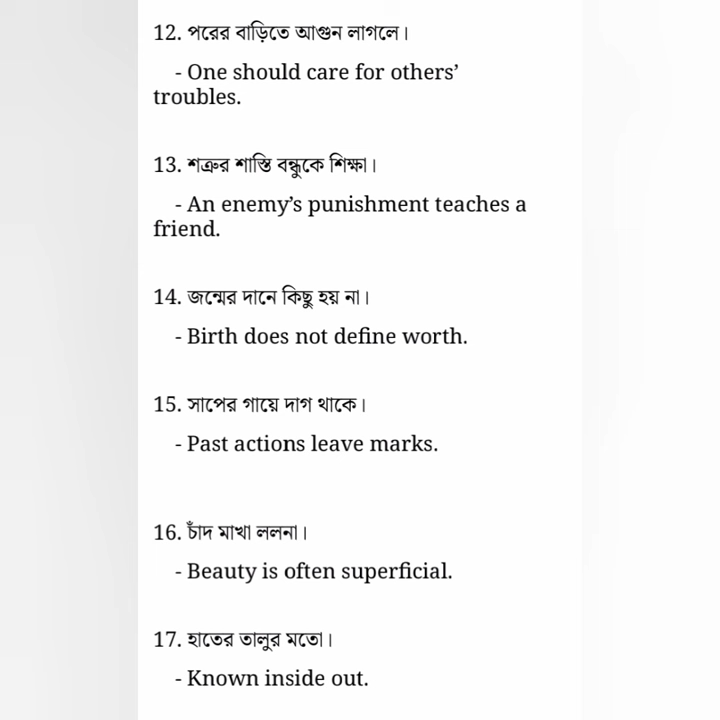 12. পরের বাড়িতে আগুন লাগলে।
- One should care for others’
troubles.
13. শত্রুর শাস্তি বন্ধুকে শিক্ষা।
- An enemy’s punishment teaches a
friend.
14. জন্মের দানে কিছু হয় না।
- Birth does not define worth.
15. সাপের গায়ে দাগ থাকে।
- Past actions leave marks.
16. চাঁদ মাখা ললনা।
- Beauty is often superficial.
17. হাতের তালুর মতো।
- Known inside out.